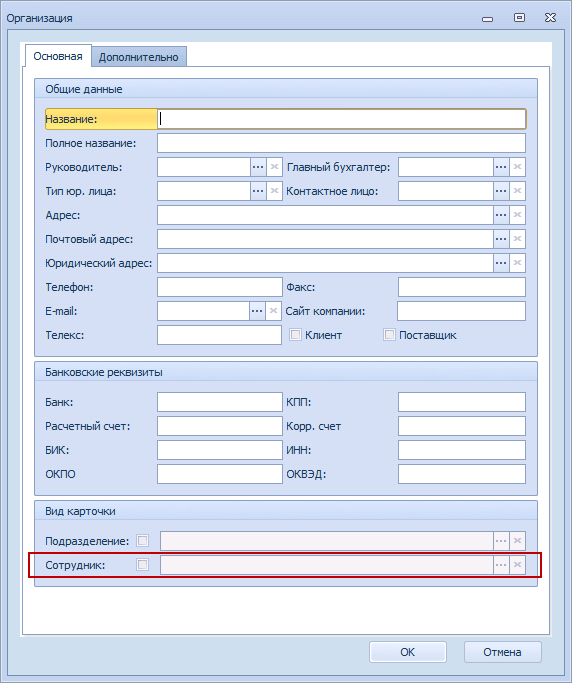 Организация
Основная Дополнительно
Общие данные
Название:
Полное название:
Руководитель: Главный бухгалтер:
Тип юр. лица: Контактное лицо:
Адрес:
Почтовый адрес:
Юридический адрес:
Телефон: Факс:
E-mail: Сайт компании:
Телекс: Клиент Поставщик
Банковские реквизиты
Банк: КПП:
Расчетный счет: Корр. счет
БИК: ИНН:
ОКПО ОКВЭД:
Вид карточки
Подразделение:
Сотрудник:
ОК Отмена